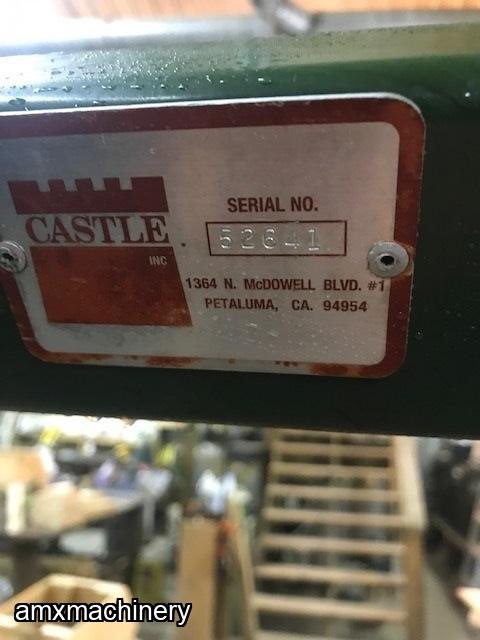 SERIAL NO.
CASTLE
INC
52641
1364 N. McDOWELL BLVD. #1
PETALUMA, CA. 94954
amxmachinery